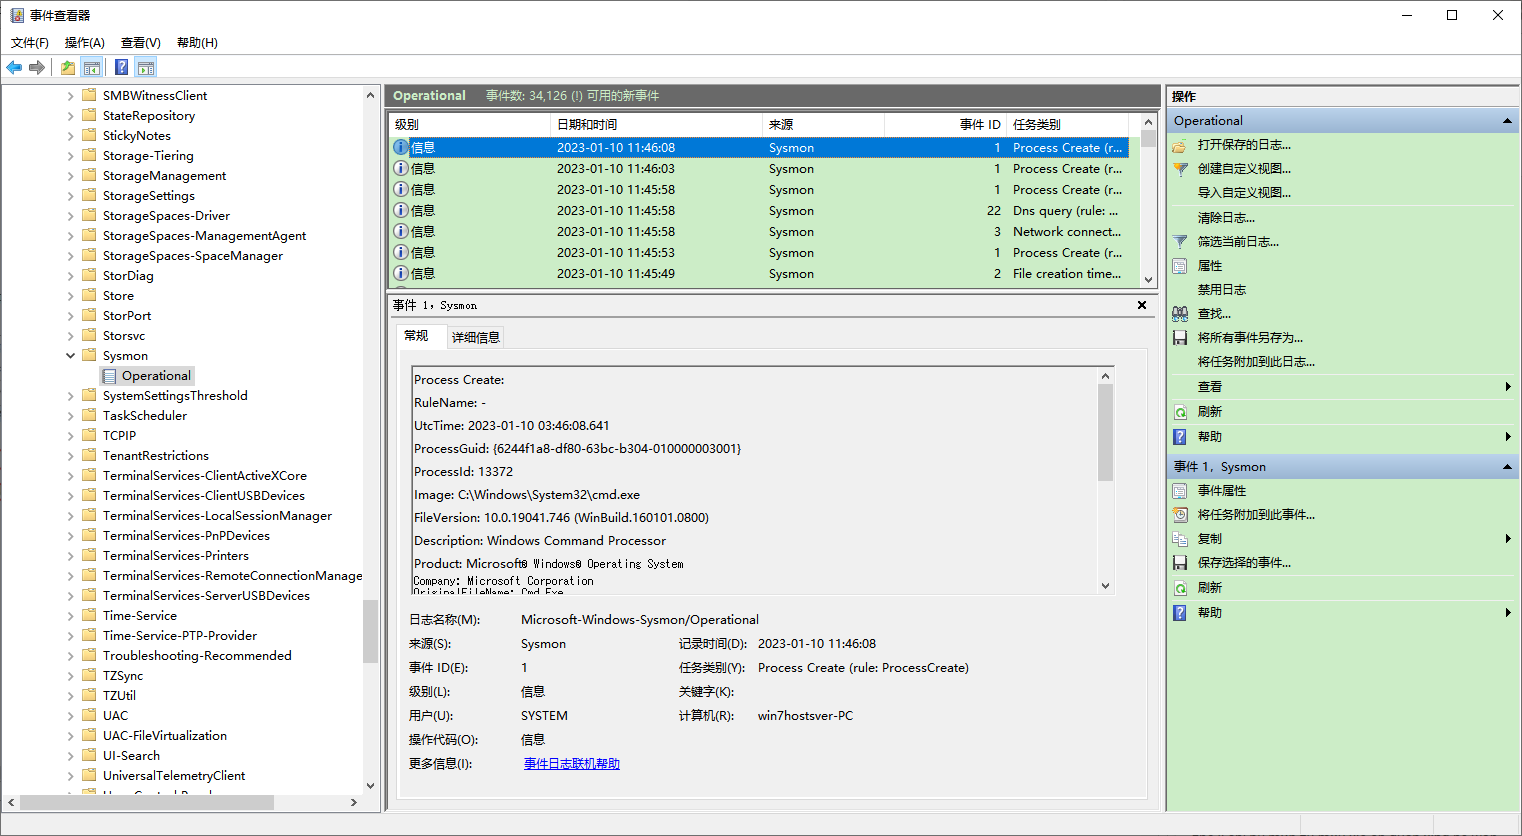 事件查看器
文件(F) 操作(A) 查看(V) 帮助(H)
SMBWitnessClient
StateRepository
StickyNotes
Storage-Tiering
StorageManagement
StorageSettings
StorageSpaces-Driver
StorageSpaces-ManagementAgent
StorageSpaces-SpaceManager
StorDiag
Store
StorPort
Storsvc
Sysmon
Operational
SystemSettingsThreshold
TaskScheduler
TCPIP
TenantRestrictions
TerminalServices-ClientActiveXCore
TerminalServices-ClientUSBDevices
TerminalServices-LocalSessionManager
TerminalServices-PnPDevices
TerminalServices-Printers
TerminalServices-RemoteConnectionManage
TerminalServices-ServerUSBDevices
Time-Service
Time-Service-PTP-Provider
Troubleshooting-Recommended
TZSync
TZUtil
UAC
UAC-FileVirtualization
UI-Search
UniversalTelemetryClient
Operational 事件数: 34,126 (!) 可用的新事件
级别 日期和时间 来源 事件 ID 任务类别
信息 2023-01-10 11:46:08 Sysmon 1 Process Create (r...
信息 2023-01-10 11:46:03 Sysmon 1 Process Create (r...
信息 2023-01-10 11:45:58 Sysmon 1 Process Create (r...
信息 2023-01-10 11:45:58 Sysmon 22 Dns query (rule: ...
信息 2023-01-10 11:45:58 Sysmon 3 Network connect...
信息 2023-01-10 11:45:53 Sysmon 1 Process Create (r...
信息 2023-01-10 11:45:49 Sysmon 2 File creation time...
事件 1，Sysmon
常规 详细信息
Process Create:
RuleName: -
UtcTime: 2023-01-10 03:46:08.641
ProcessGuid: {6244f1a8-df80-63bc-b304-010000003001}
ProcessId: 13372
Image: C:\Windows\System32\cmd.exe
FileVersion: 10.0.19041.746 (WinBuild.160101.0800)
Description: Windows Command Processor
Product: Microsoft® Windows® Operating System
Company: Microsoft Corporation
OriginalFileName: Cmd.Exe
日志名称(M): Microsoft-Windows-Sysmon/Operational
来源(S): Sysmon 记录时间(D): 2023-01-10 11:46:08
事件 ID(E): 1 任务类别(Y): Process Create (rule: ProcessCreate)
级别(L): 信息 关键字(K):
用户(U): SYSTEM 计算机(R): win7hostsver-PC
操作代码(O): 信息
更多信息(I): 事件日志联机帮助
操作
Operational
打开保存的日志...
创建自定义视图...
导入自定义视图...
清除日志...
筛选当前日志...
属性
禁用日志
查找...
将所有事件另存为...
将任务附加到此日志...
查看
刷新
帮助
事件 1，Sysmon
事件属性
将任务附加到此事件...
复制
保存选择的事件...
刷新
帮助